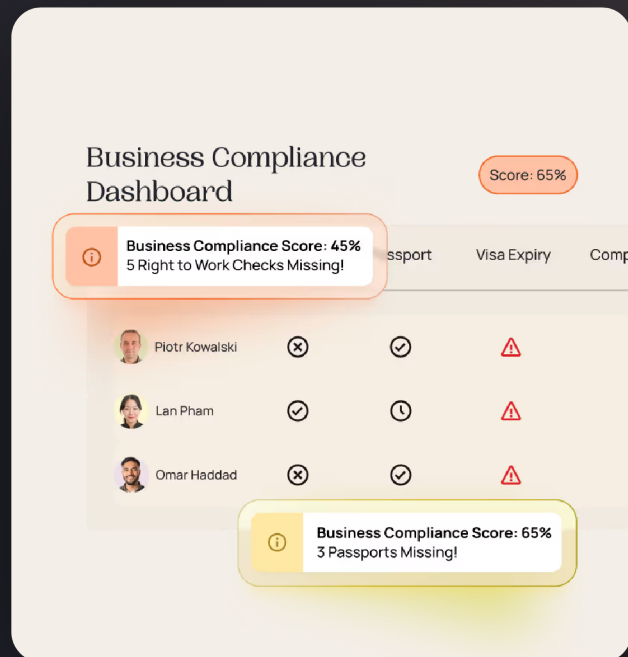 Business Compliance
Dashboard
Score: 65%
Business Compliance Score: 45%
5 Right to Work Checks Missing!
ssport
Visa Expiry
Comp
Piotr Kowalski
Lan Pham
Omar Haddad
Business Compliance Score: 65%
3 Passports Missing!